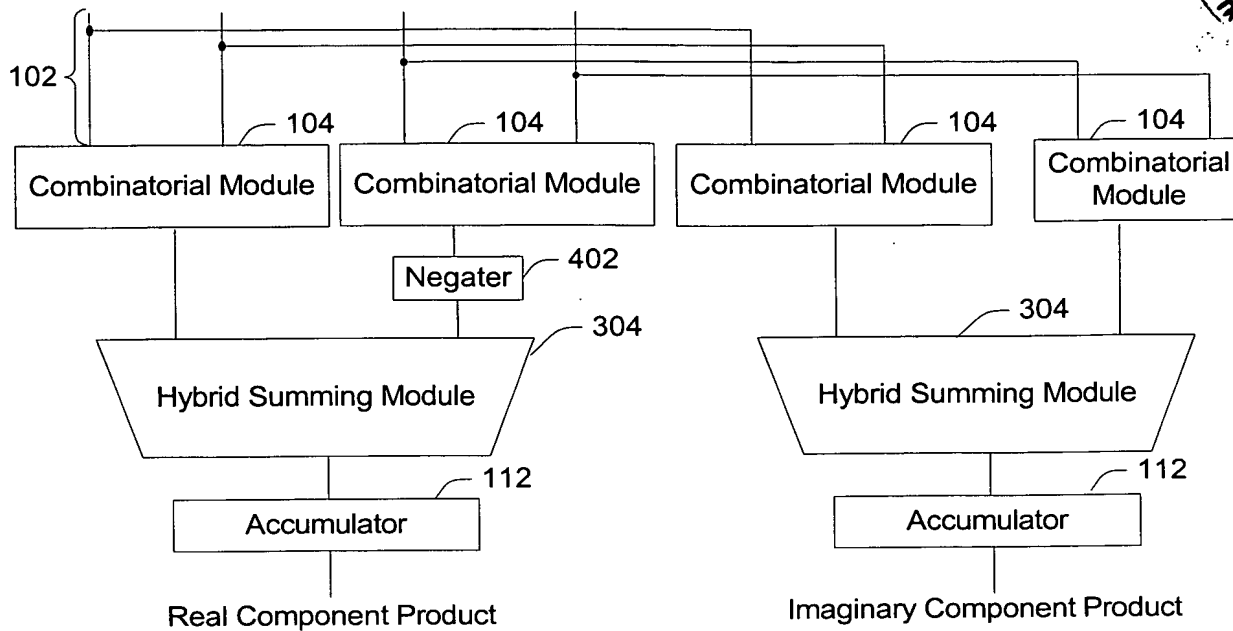 102
104
104
104
104
Combinatorial Module
Combinatorial Module
Combinatorial Module
Combinatorial
Module
Negater
402
304
304
Hybrid Summing Module
Hybrid Summing Module
112
112
Accumulator
Accumulator
Real Component Product
Imaginary Component Product